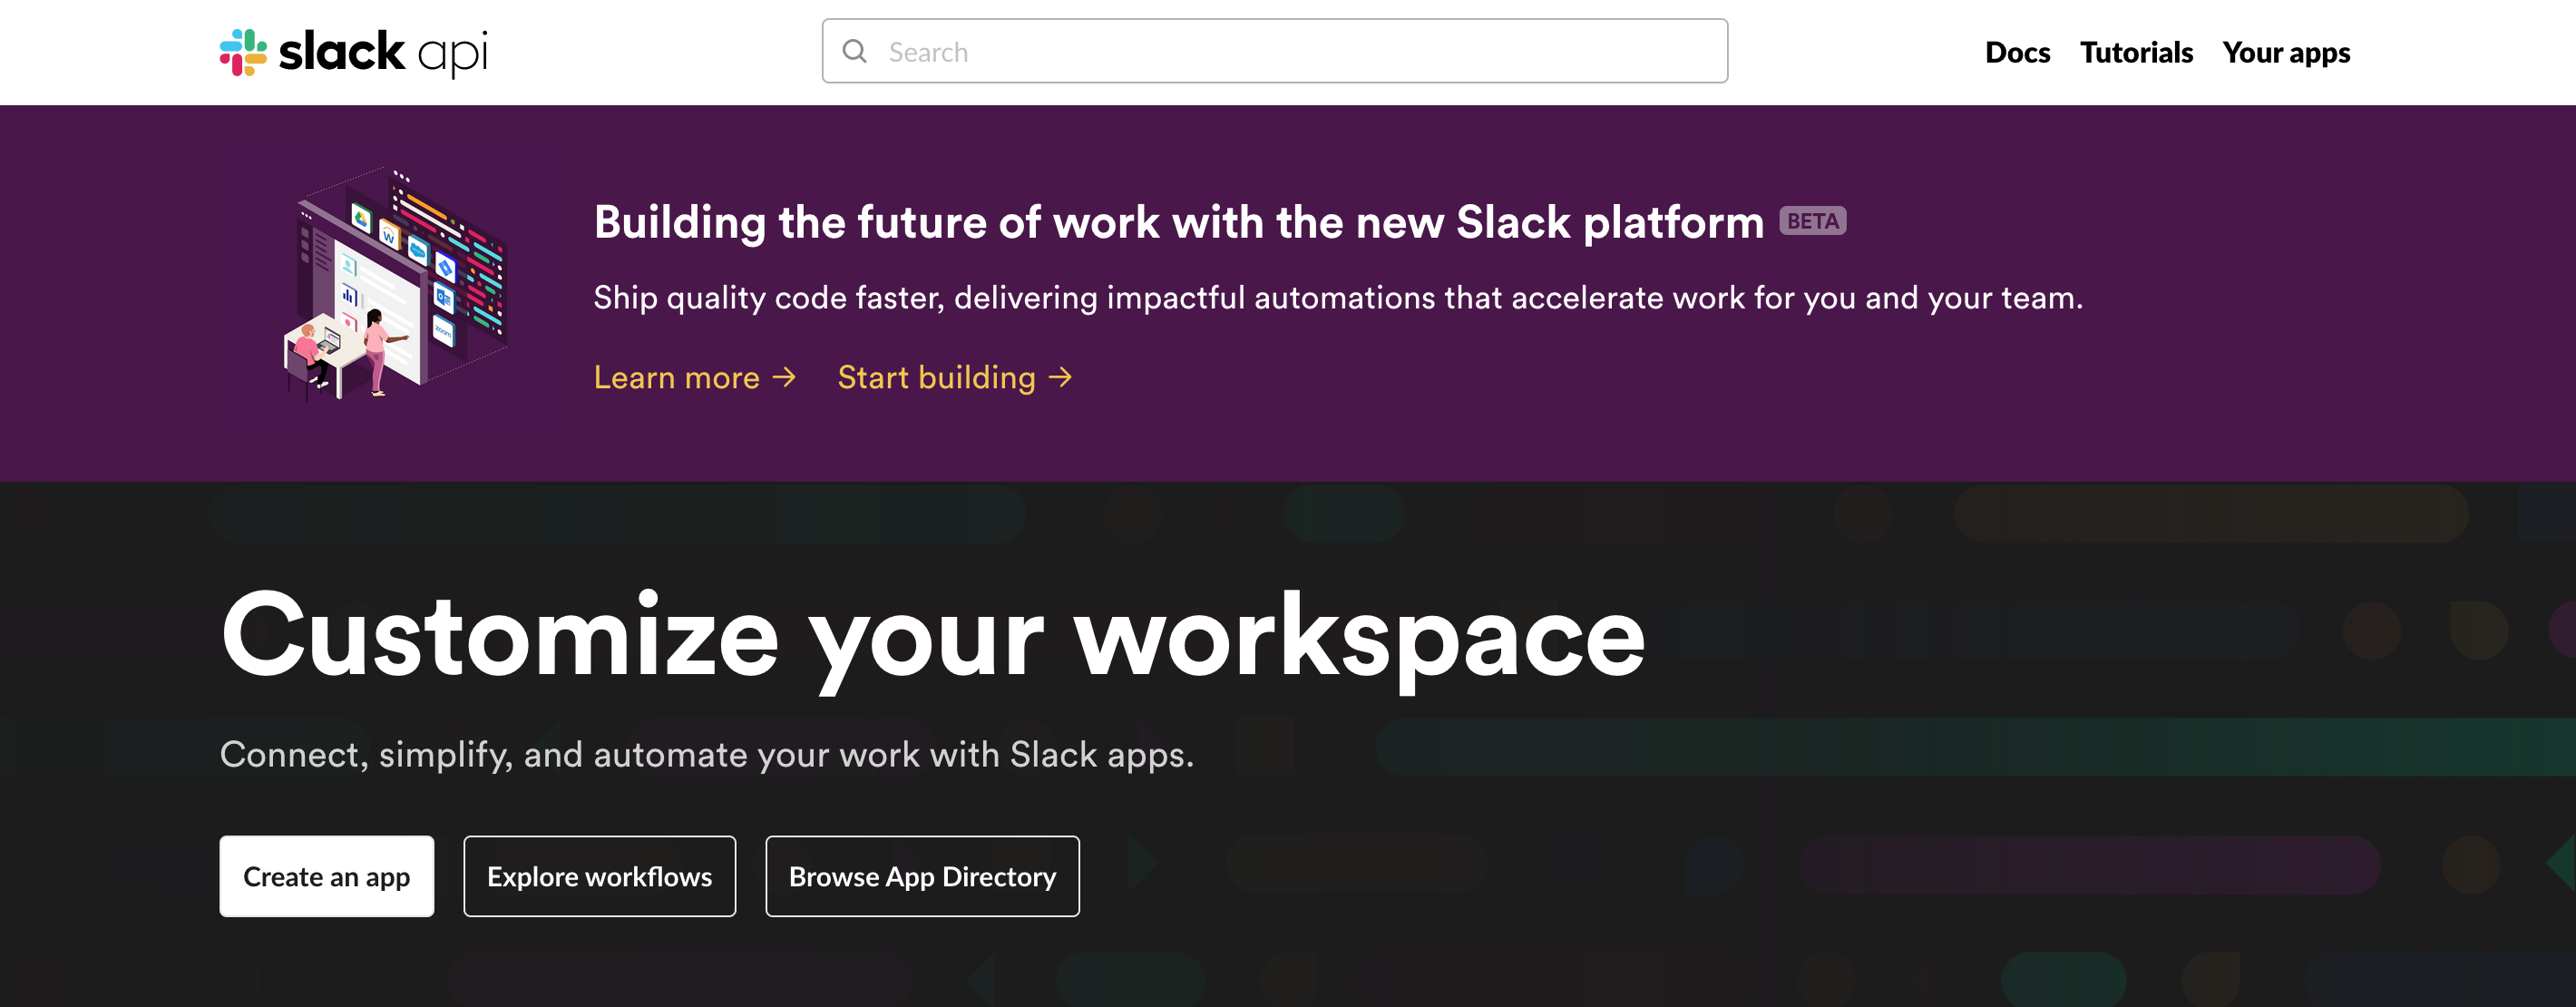 slack api
Search
Docs Tutorials Your apps
Building the future of work with the new Slack platform BETA
Ship quality code faster, delivering impactful automations that accelerate work for you and your team.
Learn more → Start building →
W
zoom
Customize your workspace
Connect, simplify, and automate your work with Slack apps.
Create an app Explore workflows Browse App Directory